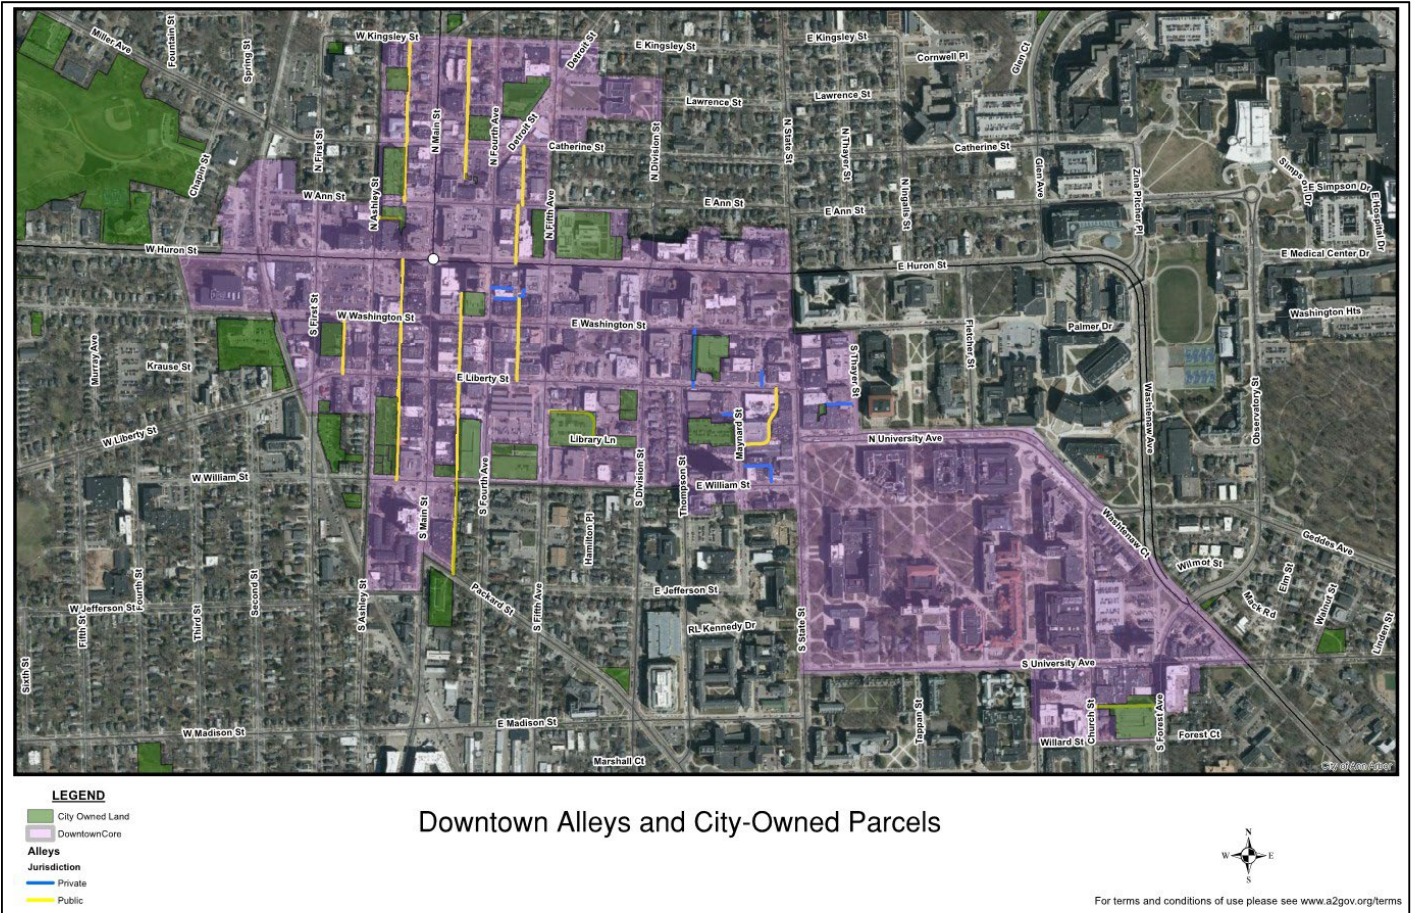 Miller Ave
Fountain St
Spring St
W Kingsley St
Detroit St
E Kingsley St
E Kingsley St
Cornwell Pl
Glen Ct
Lawrence St
Lawrence St
N First St
N Main St
N Fourth Ave
Detroit St
Catherine St
N Division St
N State St
N Thayer St
Catherine St
Chapin St
W Ann St
N Ashley St
N Fifth Ave
E Ann St
E Ann St
N Ingalls St
Glen Ave
Zina Pitcher Pl
Simpson Dr
E Simpson Dr
E Hospital Dr
W Huron St
E Huron St
E Medical Center Dr
S First St
W Washington St
E Washington St
Fletcher St
Palmer Dr
Washington Hts
Murray Ave
Krause St
E Liberty St
S Thayer St
W Liberty St
Library Ln
Maynard St
N University Ave
Washtenaw Ave
Observatory St
W William St
S Main St
S Fourth Ave
S Division St
Thompson St
E William St
Hamilton Pl
Washtenaw Ct
Geddes Ave
Wilmot St
Elm St
Mack Rd
Walnut St
Linden St
W Jefferson St
Fourth St
Fifth St
Third St
Second St
S Ashley St
Packard St
S Fifth Ave
E Jefferson St
RL Kennedy Dr
S State St
S University Ave
Sixth St
W Madison St
E Madison St
Marshall Ct
Tappan St
Willard St
Church St
S Forest Ave
Forest Ct
City of Ann Arbor
LEGEND
City Owned Land
DowntownCore
Alleys
Jurisdiction
Private
Public
Downtown Alleys and City-Owned Parcels
N
W E
S
For terms and conditions of use please see www.a2gov.org/terms